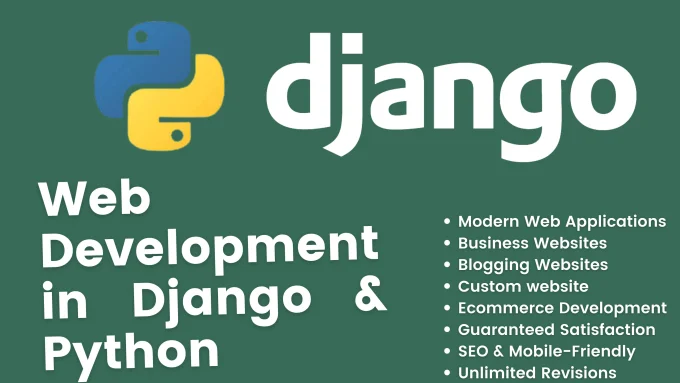 django
Web
Development
in Django &
Python
• Modern Web Applications
• Business Websites
• Blogging Websites
• Custom website
• Ecommerce Development
• Guaranteed Satisfaction
• SEO & Mobile-Friendly
• Unlimited Revisions